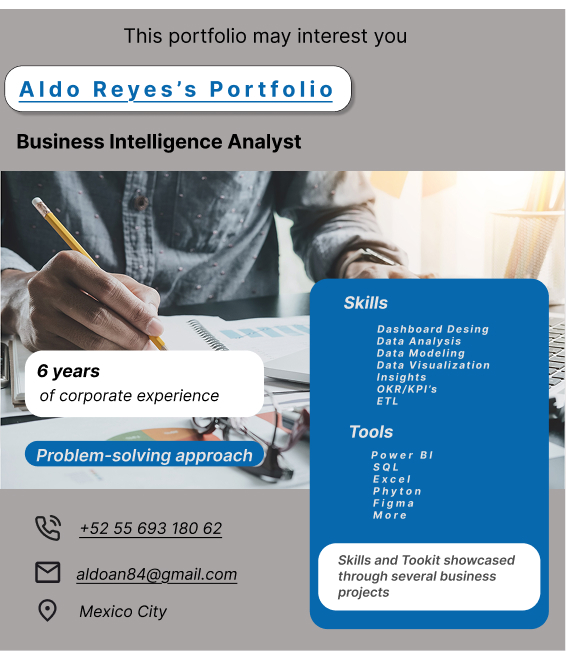 This portfolio may interest you
Aldo Reyes's Portfolio
Business Intelligence Analyst
6 years
of corporate experience
Problem-solving approach
Skills
Dashboard Desing
Data Analysis
Data Modeling
Data Visualization
Insights
OKR/KPI's
ETL
Tools
Power BI
SQL
Excel
Phyton
Figma
More
Skills and Tookit showcased
through several business
projects
+52 55 693 180 62
aldoan84@gmail.com
Mexico City